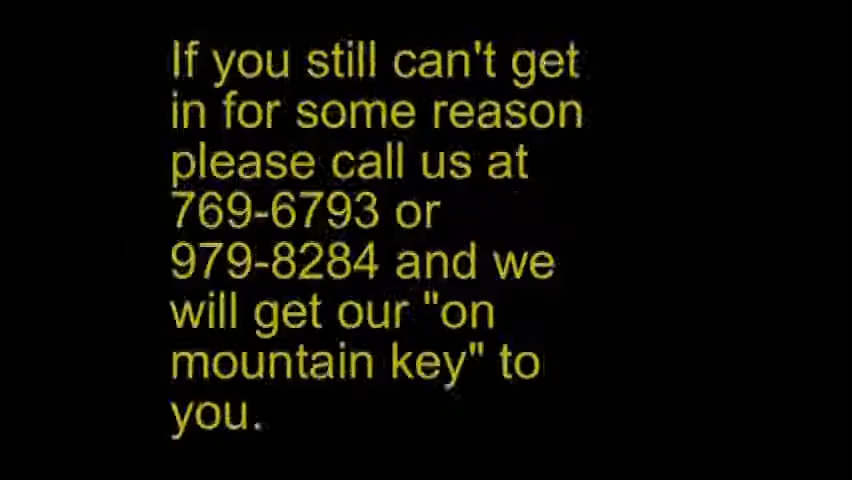 If you still can't get
in for some reason
please call us at
769-6793 or
979-8284 and we
will get our "on
mountain key" to
you.